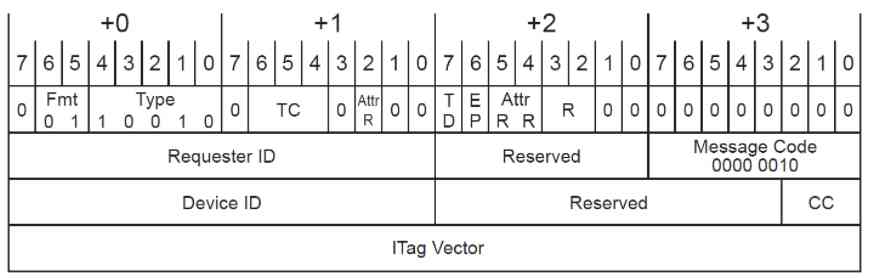 +0 +1 +2 +3
7 6 5 4 3 2 1 0 7 6 5 4 3 2 1 0 7 6 5 4 3 2 1 0 7 6 5 4 3 2 1 0
0 Fmt 0 1 Type 1 0 0 1 0 0 TC 0 Attr R 0 0 TD EP Attr R R R 0 0 0 0 0 0 0 0 0 0
Requester ID Reserved Message Code 0000 0010
Device ID Reserved CC
ITag Vector